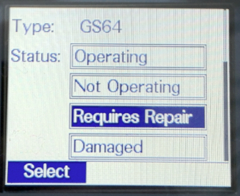 Type: GS64
Status: Operating
Not Operating
Requires Repair
Damaged
Select